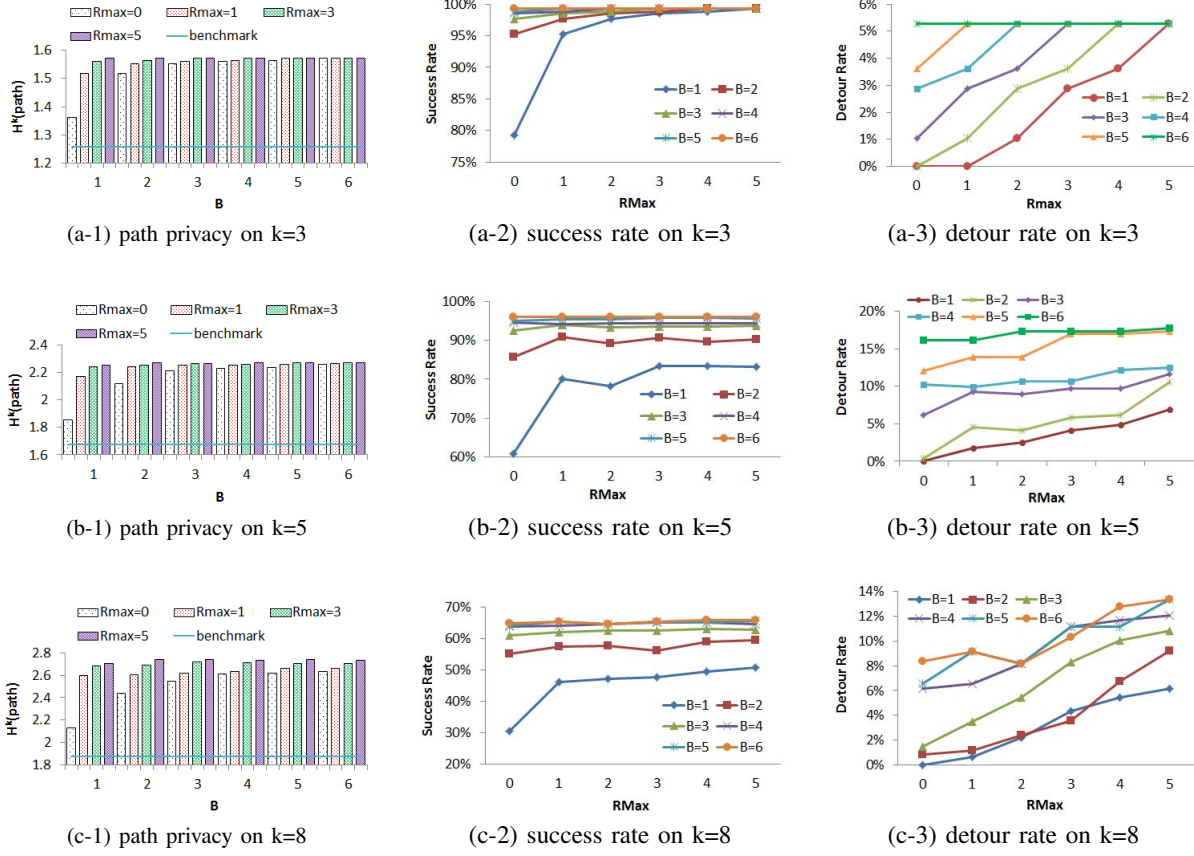 Rmax=0 Rmax=1 Rmax=3
Rmax=5 benchmark
1.6
1.5
1.4
1.3
1.2
H^k(path)
1 2 3 4 5 6
B
(a-1) path privacy on k=3
100%
95%
90%
85%
80%
75%
Success Rate
B=1 B=2
B=3 B=4
B=5 B=6
0 1 2 3 4 5
RMax
(a-2) success rate on k=3
6%
5%
4%
3%
2%
1%
0%
Detour Rate
B=1 B=2
B=3 B=4
B=5 B=6
0 1 2 3 4 5
Rmax
(a-3) detour rate on k=3
Rmax=0 Rmax=1 Rmax=3
Rmax=5 benchmark
2.4
2.2
2
1.8
1.6
H^k(path)
1 2 3 4 5 6
B
(b-1) path privacy on k=5
100%
90%
80%
70%
60%
Success Rate
B=1 B=2
B=3 B=4
B=5 B=6
0 1 2 3 4 5
RMax
(b-2) success rate on k=5
20%
15%
10%
5%
0%
Detour Rate
B=1 B=2 B=3
B=4 B=5 B=6
0 1 2 3 4 5
RMax
(b-3) detour rate on k=5
Rmax=0 Rmax=1 Rmax=3
Rmax=5 benchmark
2.8
2.6
2.4
2.2
2
1.8
H^k(path)
1 2 3 4 5 6
B
(c-1) path privacy on k=8
70%
60%
50%
40%
30%
20%
Success Rate
B=1 B=2
B=3 B=4
B=5 B=6
0 1 2 3 4 5
RMax
(c-2) success rate on k=8
14%
12%
10%
8%
6%
4%
2%
0%
Detour Rate
B=1 B=2 B=3
B=4 B=5 B=6
0 1 2 3 4 5
RMax
(c-3) detour rate on k=8